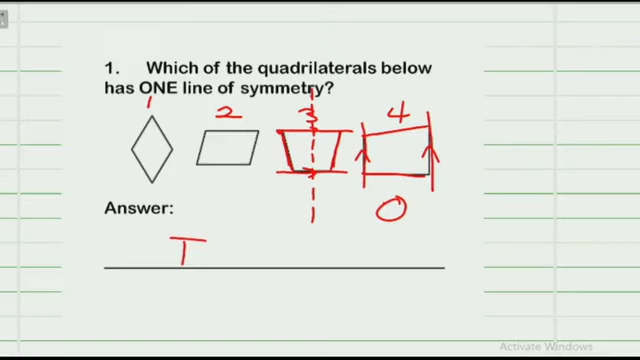 1. Which of the quadrilaterals below
has ONE line of symmetry?
1 2 3 4
0
Answer:
T
Activate Windows